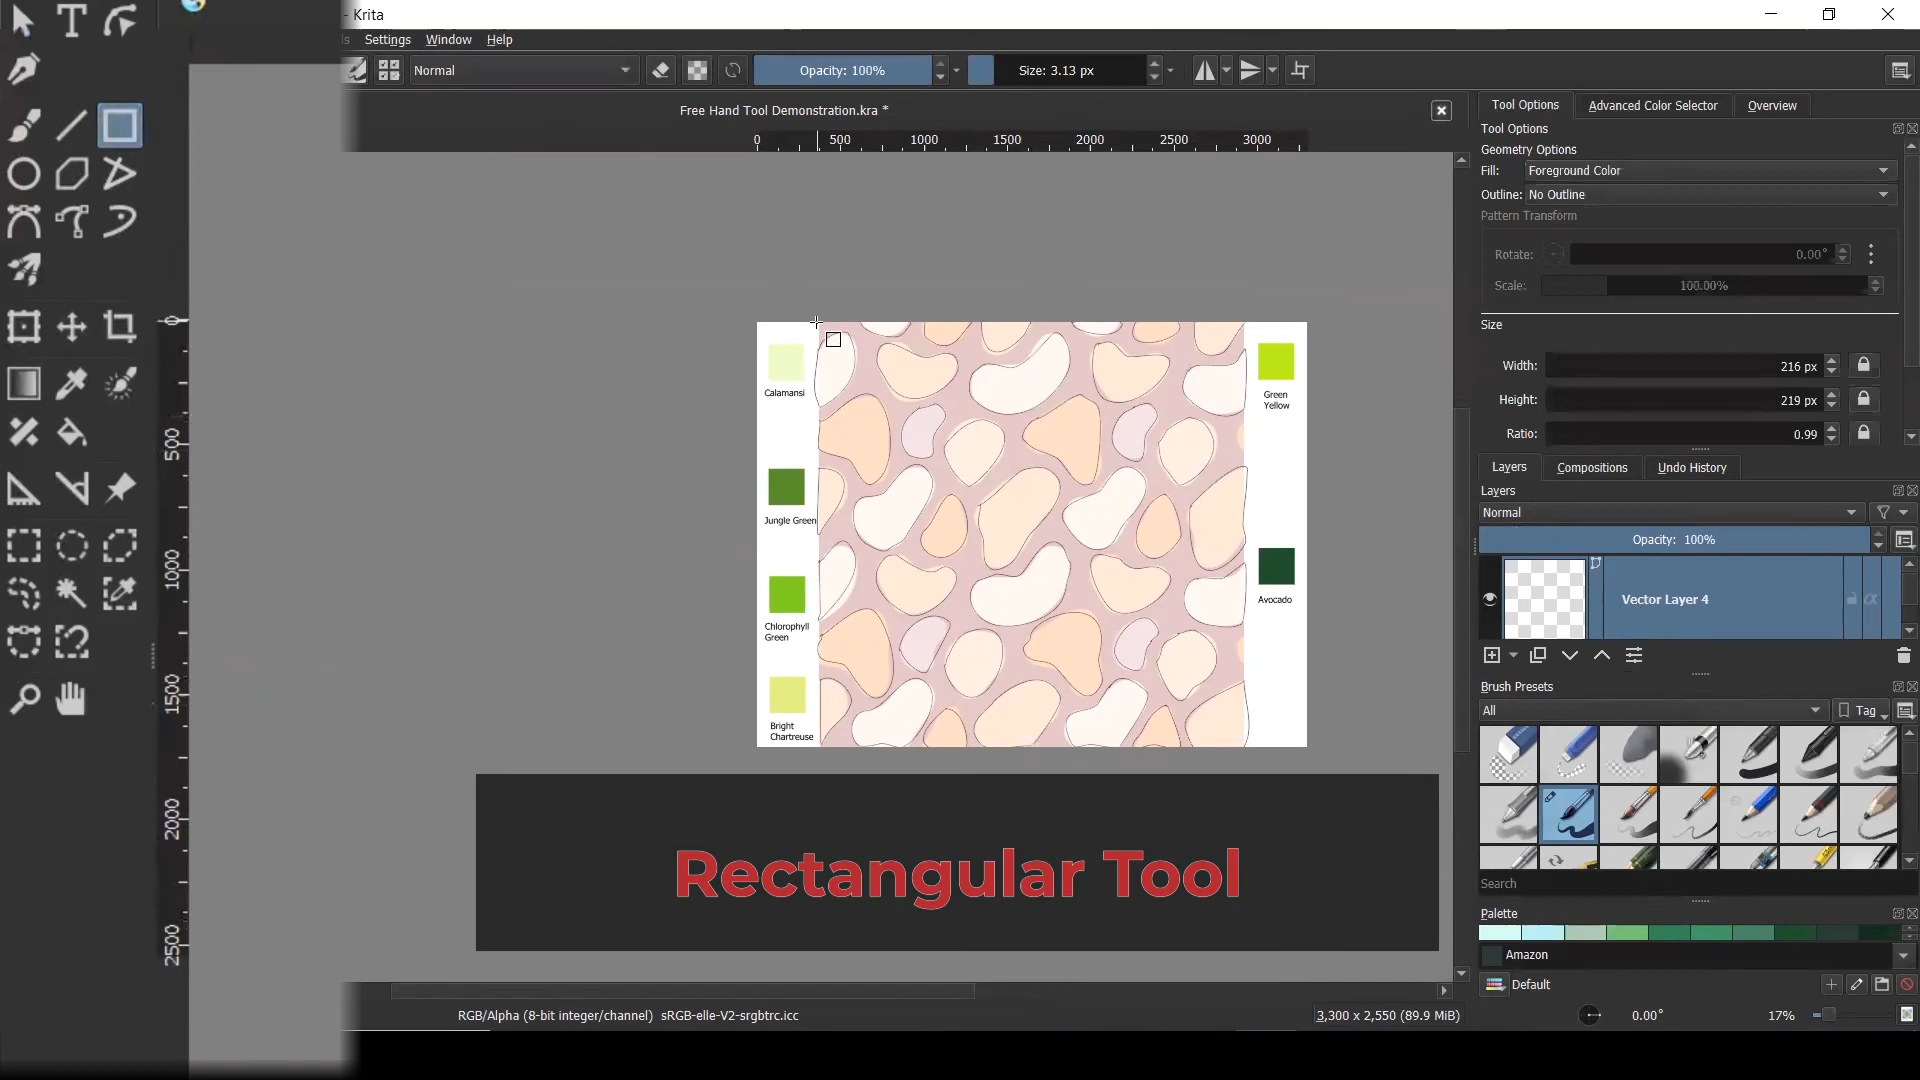 - Krita
Settings Window Help
Normal
Opacity: 100%
Size: 3.13 px
Free Hand Tool Demonstration.kra *
0 500 1000 1500 2000 2500 3000
0
500
1000
1500
2000
2500
Calamansi
Jungle Green
Chlorophyll
Green
Bright
Chartreuse
Green
Yellow
Avocado
Rectangular Tool
RGB/Alpha (8-bit integer/channel) sRGB-elle-V2-srgbtrc.icc
3,300 x 2,550 (89.9 MiB)
Tool Options Advanced Color Selector Overview
Tool Options
Geometry Options
Fill: Foreground Color
Outline: No Outline
Pattern Transform
Rotate: 0.00°
Scale: 100.00%
Size
Width: 216 px
Height: 219 px
Ratio: 0.99
Layers Compositions Undo History
Layers
Normal
Opacity: 100%
Vector Layer 4
Brush Presets
All
Tag
Search
Palette
Amazon
Default
0.00°
17%